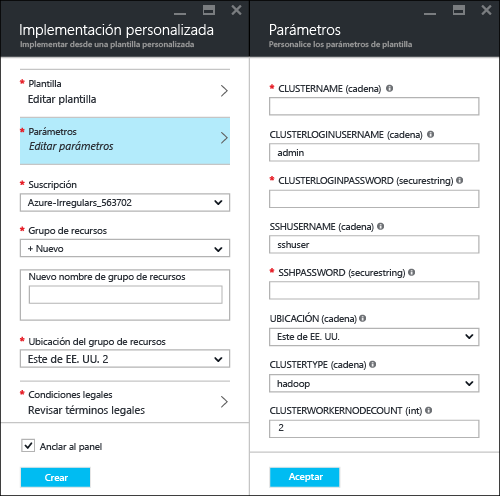 Implementación personalizada
Implementar desde una plantilla personalizada
* Plantilla
Editar plantilla
* Parámetros
Editar parámetros
* Suscripción
Azure-Irregulars_563702
* Grupo de recursos
+ Nuevo
Nuevo nombre de grupo de recursos
* Ubicación del grupo de recursos
Este de EE. UU. 2
* Condiciones legales
Revisar términos legales
Anclar al panel
Crear
Parámetros
Personalice los parámetros de plantilla
* CLUSTERNAME (cadena)
CLUSTERLOGINUSERNAME (cadena)
admin
* CLUSTERLOGINPASSWORD (securestring)
SSHUSERNAME (cadena)
sshuser
* SSHPASSWORD (securestring)
UBICACIÓN (cadena)
Este de EE. UU.
CLUSTERTYPE (cadena)
hadoop
CLUSTERWORKERNODECOUNT (int)
2
Aceptar